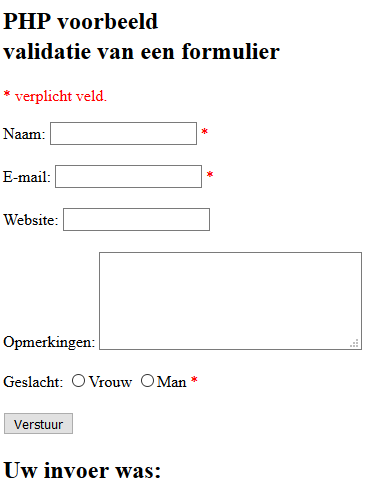 PHP voorbeeld
validatie van een formulier
* verplicht veld.
Naam: *
E-mail: *
Website:
Opmerkingen:
Geslacht: Vrouw Man *
Verstuur
Uw invoer was: